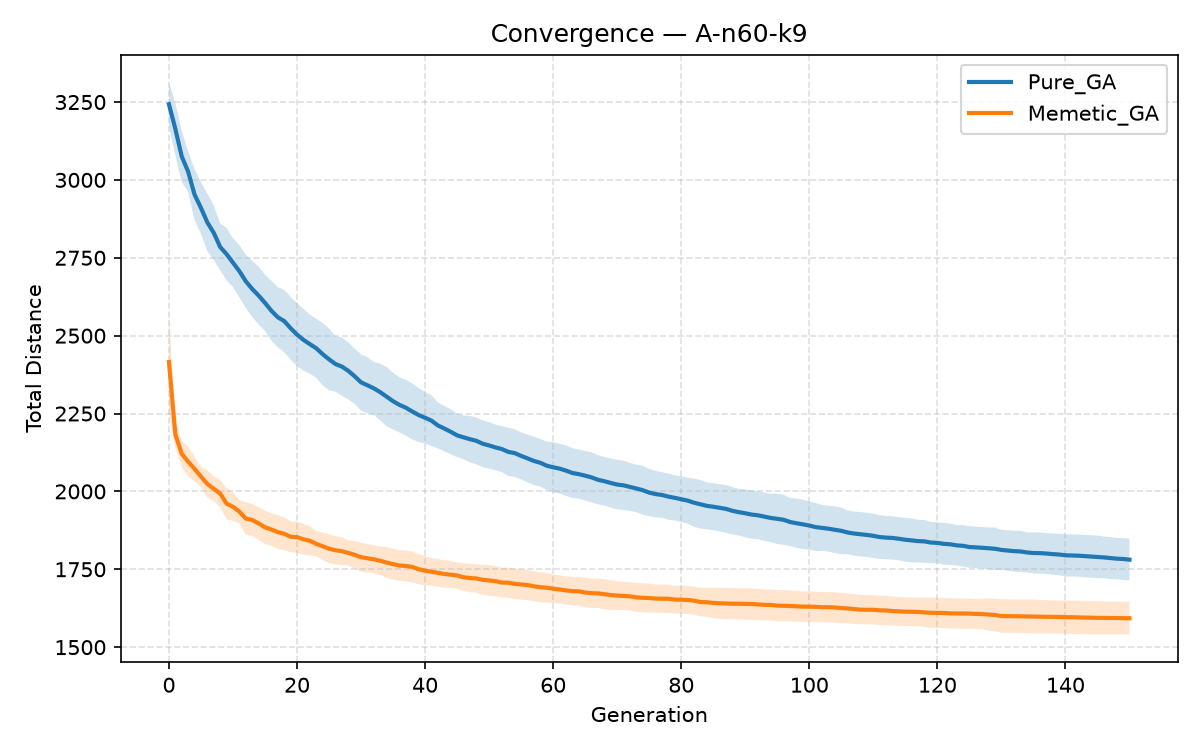 Convergence — A-n60-k9
Pure_GA
Memetic_GA
Total Distance
3250
3000
2750
2500
2250
2000
1750
1500
0 20 40 60 80 100 120 140
Generation